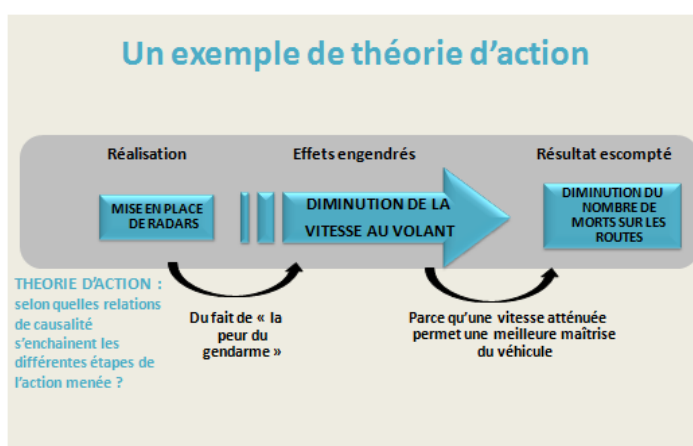 Un exemple de théorie d'action
Réalisation
Effets engendrés
Résultat escompté
MISE EN PLACE
DE RADARS
DIMINUTION DE LA
VITESSE AU VOLANT
DIMINUTION DU
NOMBRE DE
MORTS SUR LES
ROUTES
THEORIE D'ACTION :
selon quelles relations
de causalité
s'enchainent les
différentes étapes de
l'action menée ?
Du fait de « la
peur du
gendarme »
Parce qu'une vitesse atténuée
permet une meilleure maîtrise
du véhicule